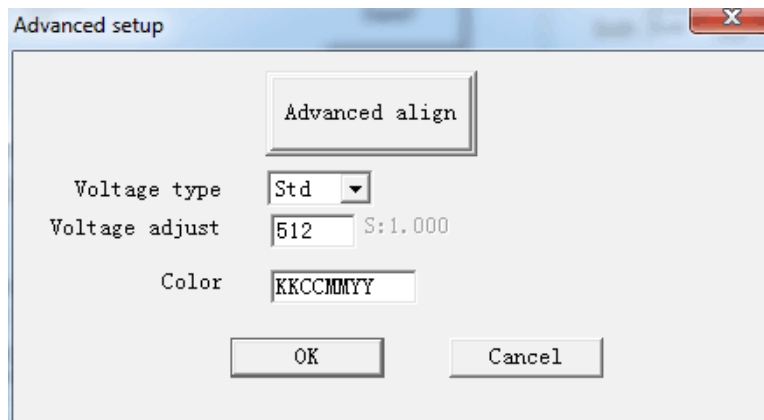 Advanced setup
Advanced align
Voltage type Std
Voltage adjust 512 S:1.000
Color KKCCMMYY
OK Cancel